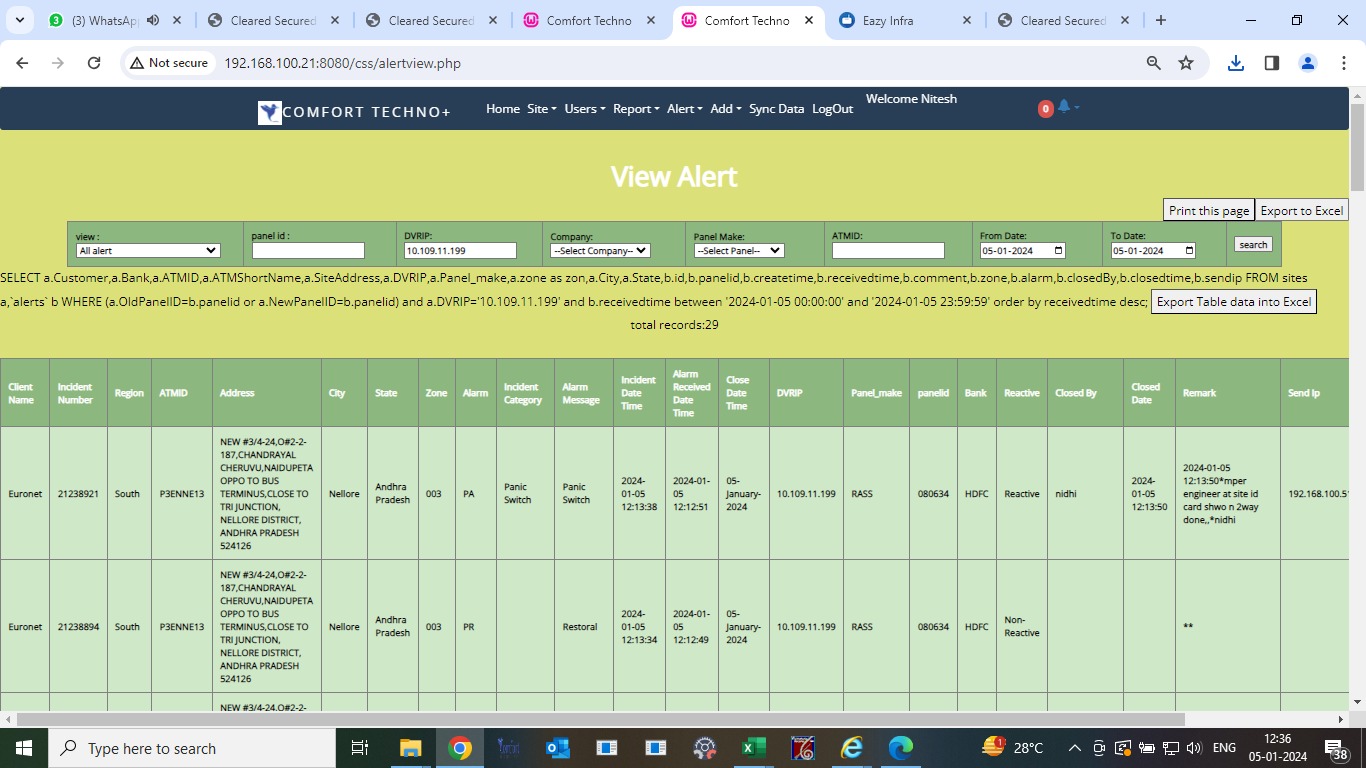 (3) WhatsApp
Cleared Secured
Cleared Secured
Comfort Techno
Comfort Techno
Eazy Infra
Cleared Secured
Not secure
192.168.100.21:8080/css/alertview.php
COMFORT TECHNO+
Home Site Users Report Alert Add Sync Data LogOut
Welcome Nitesh
0
View Alert
Print this page Export to Excel
view :
All alert
panel id :
DVRIP:
10.109.11.199
Company:
--Select Company--
Panel Make:
--Select Panel--
ATMID:
From Date:
05-01-2024
To Date:
05-01-2024
search
SELECT a.Customer,a.Bank,a.ATMID,a.ATMShortName,a.SiteAddress,a.DVRIP,a.Panel_make,a.zone as zon,a.City,a.State,b.id,b.panelid,b.createtime,b.receivedtime,b.comment,b.zone,b.alarm,b.closedBy,b.closedtime,b.sendip FROM sites
a,`alerts` b WHERE (a.OldPanelID=b.panelid or a.NewPanelID=b.panelid) and a.DVRIP='10.109.11.199' and b.receivedtime between '2024-01-05 00:00:00' and '2024-01-05 23:59:59' order by receivedtime desc; Export Table data into Excel
total records:29
Client Name
Incident Number
Region
ATMID
Address
City
State
Zone
Alarm
Incident Category
Alarm Message
Incident Date Time
Alarm Received Date Time
Close Date Time
DVRIP
Panel_make
panelid
Bank
Reactive
Closed By
Closed Date
Remark
Send Ip
Euronet
21238921
South
P3ENNE13
NEW #3/4-24,O#2-2-
187,CHANDRAYAL
CHERUVU,NAIDUPETA
OPPO TO BUS
TERMINUS,CLOSE TO
TRI JUNCTION,
NELLORE DISTRICT,
ANDHRA PRADESH
524126
Nellore
Andhra Pradesh
003
PA
Panic Switch
Panic Switch
2024-01-05 12:13:38
2024-01-05 12:12:51
05-January-2024
10.109.11.199
RASS
080634
HDFC
Reactive
nidhi
2024-01-05 12:13:50
2024-01-05
12:13:50*mper
engineer at site id
card shwo n 2way
done,,*nidhi
192.168.100.51
Euronet
21238894
South
P3ENNE13
NEW #3/4-24,O#2-2-
187,CHANDRAYAL
CHERUVU,NAIDUPETA
OPPO TO BUS
TERMINUS,CLOSE TO
TRI JUNCTION,
NELLORE DISTRICT,
ANDHRA PRADESH
524126
Nellore
Andhra Pradesh
003
PR
Restoral
2024-01-05 12:13:34
2024-01-05 12:12:49
05-January-2024
10.109.11.199
RASS
080634
HDFC
Non-Reactive
**
NEW #3/4-24,O#2-2-
Type here to search
1
28°C
ENG
12:36
05-01-2024
38